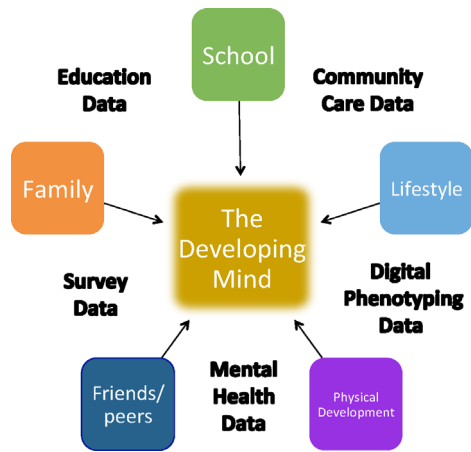 School
Education
Data
Community
Care Data
Family
Lifestyle
The
Developing
Mind
Survey
Data
Digital
Phenotyping
Data
Friends/
peers
Mental
Health
Data
Physical
Development